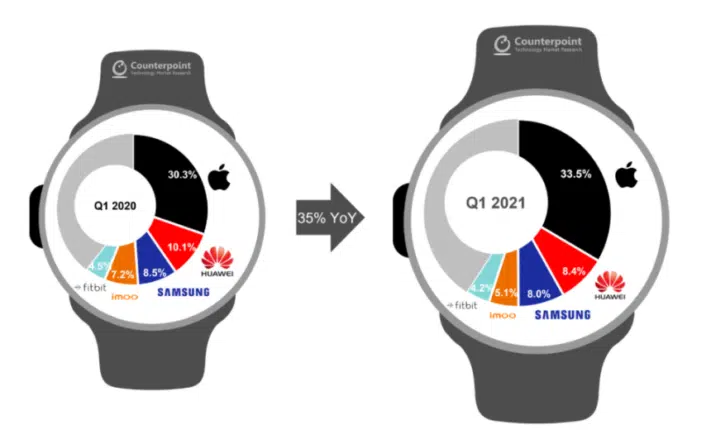 Counterpoint
Technology Market Research
30.3%
Q1 2020
10.1%
HUAWEI
4.5%
7.2%
8.5%
fitbit
imoo
SAMSUNG
35% YoY
Counterpoint
Technology Market Research
33.5%
Q1 2021
8.4%
HUAWEI
4.2%
5.1%
8.0%
fitbit
imoo
SAMSUNG